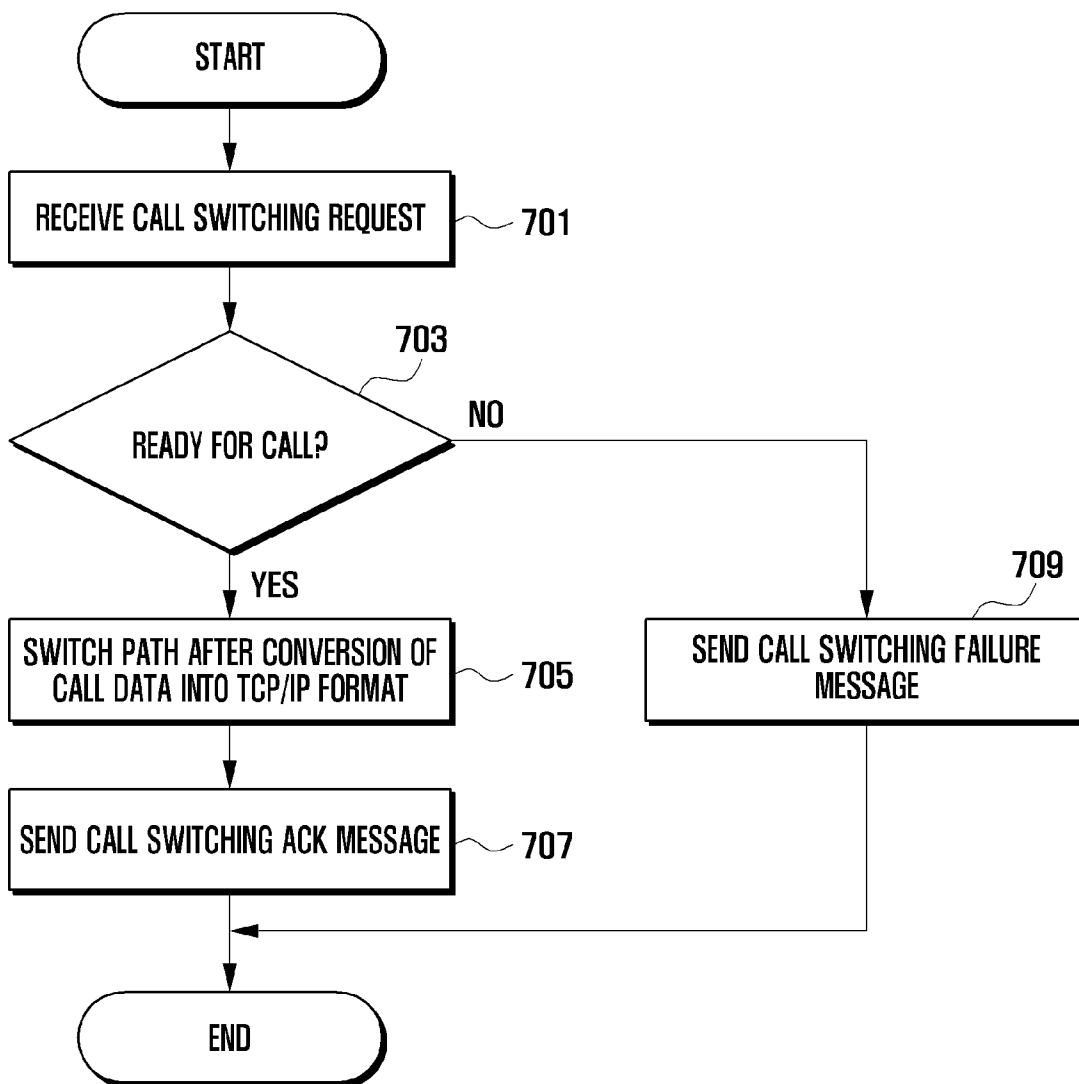 START
RECEIVE CALL SWITCHING REQUEST
701
703
READY FOR CALL?
NO
YES
709
SWITCH PATH AFTER CONVERSION OF
CALL DATA INTO TCP/IP FORMAT
705
SEND CALL SWITCHING FAILURE
MESSAGE
SEND CALL SWITCHING ACK MESSAGE
707
END